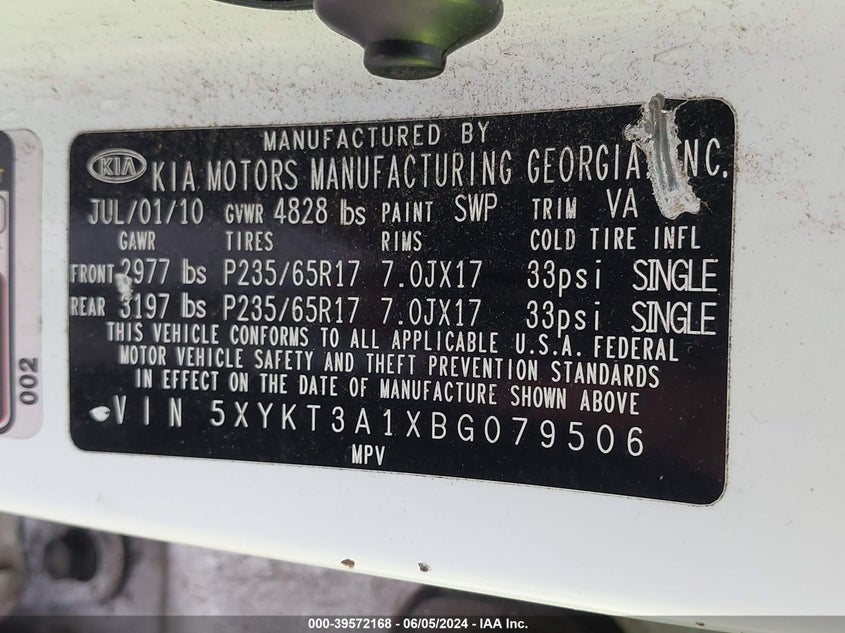 MANUFACTURED BY
KIA KIA MOTORS MANUFACTURING GEORGIA, INC.
JUL/01/10 GVWR 4828 lbs PAINT SWP TRIM VA
GAWR TIRES RIMS COLD TIRE INFL
FRONT 2977 lbs P235/65R17 7.0JX17 33psi SINGLE
REAR 3197 lbs P235/65R17 7.0JX17 33psi SINGLE
THIS VEHICLE CONFORMS TO ALL APPLICABLE U.S.A. FEDERAL
MOTOR VEHICLE SAFETY AND THEFT PREVENTION STANDARDS
IN EFFECT ON THE DATE OF MANUFACTURE SHOWN ABOVE
VIN 5XYKT3A1XBG079506
MPV
002
000-39572168 - 06/05/2024 - IAA Inc.